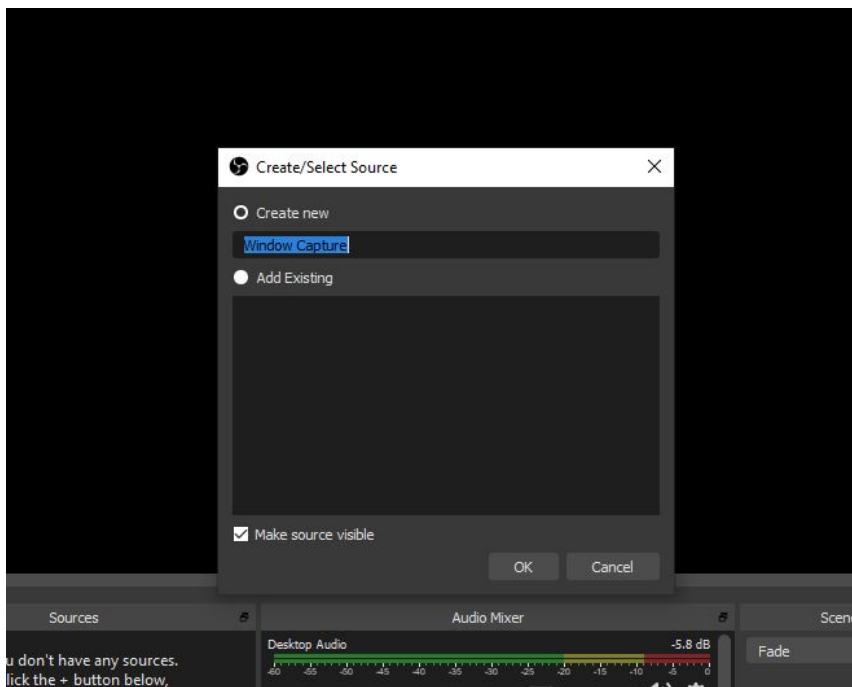 Create/Select Source
Create new
Window Capture
Add Existing
Make source visible
OK Cancel
Sources Audio Mixer Scen
Desktop Audio -5.8 dB
-60 -55 -50 -45 -40 -35 -30 -25 -20 -15 -10 -5 0
Fade
u don't have any sources.
lick the + button below,